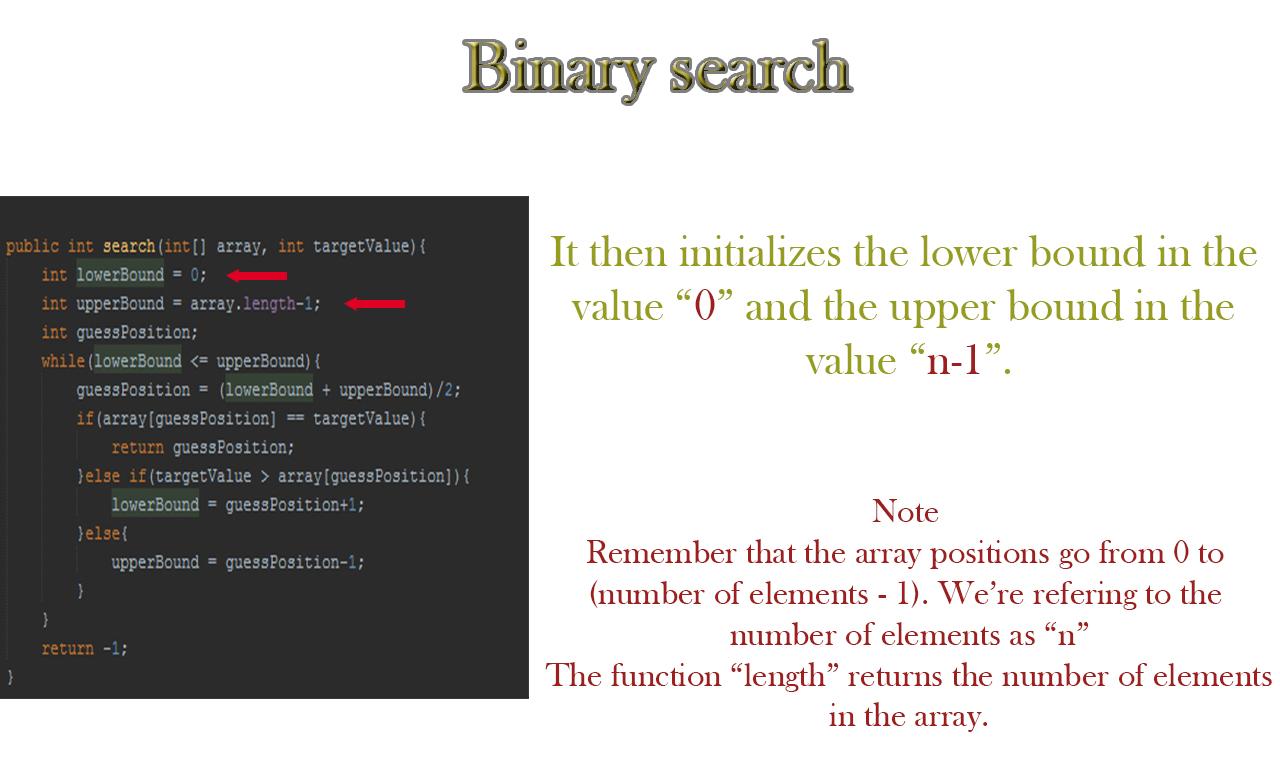 Binary search
public int search(int[] array, int targetValue){
int lowerBound = 0;
int upperBound = array.length-1;
int guessPosition;
while(lowerBound <= upperBound){
guessPosition = (lowerBound + upperBound)/2;
if(array[guessPosition] == targetValue){
return guessPosition;
}else if(targetValue > array[guessPosition]){
lowerBound = guessPosition+1;
}else{
upperBound = guessPosition-1;
}
}
return -1;
}
It then initializes the lower bound in the
value “0” and the upper bound in the
value “n-1”.
Note
Remember that the array positions go from 0 to
(number of elements - 1). We’re refering to the
number of elements as “n”
The function “length” returns the number of elements
in the array.